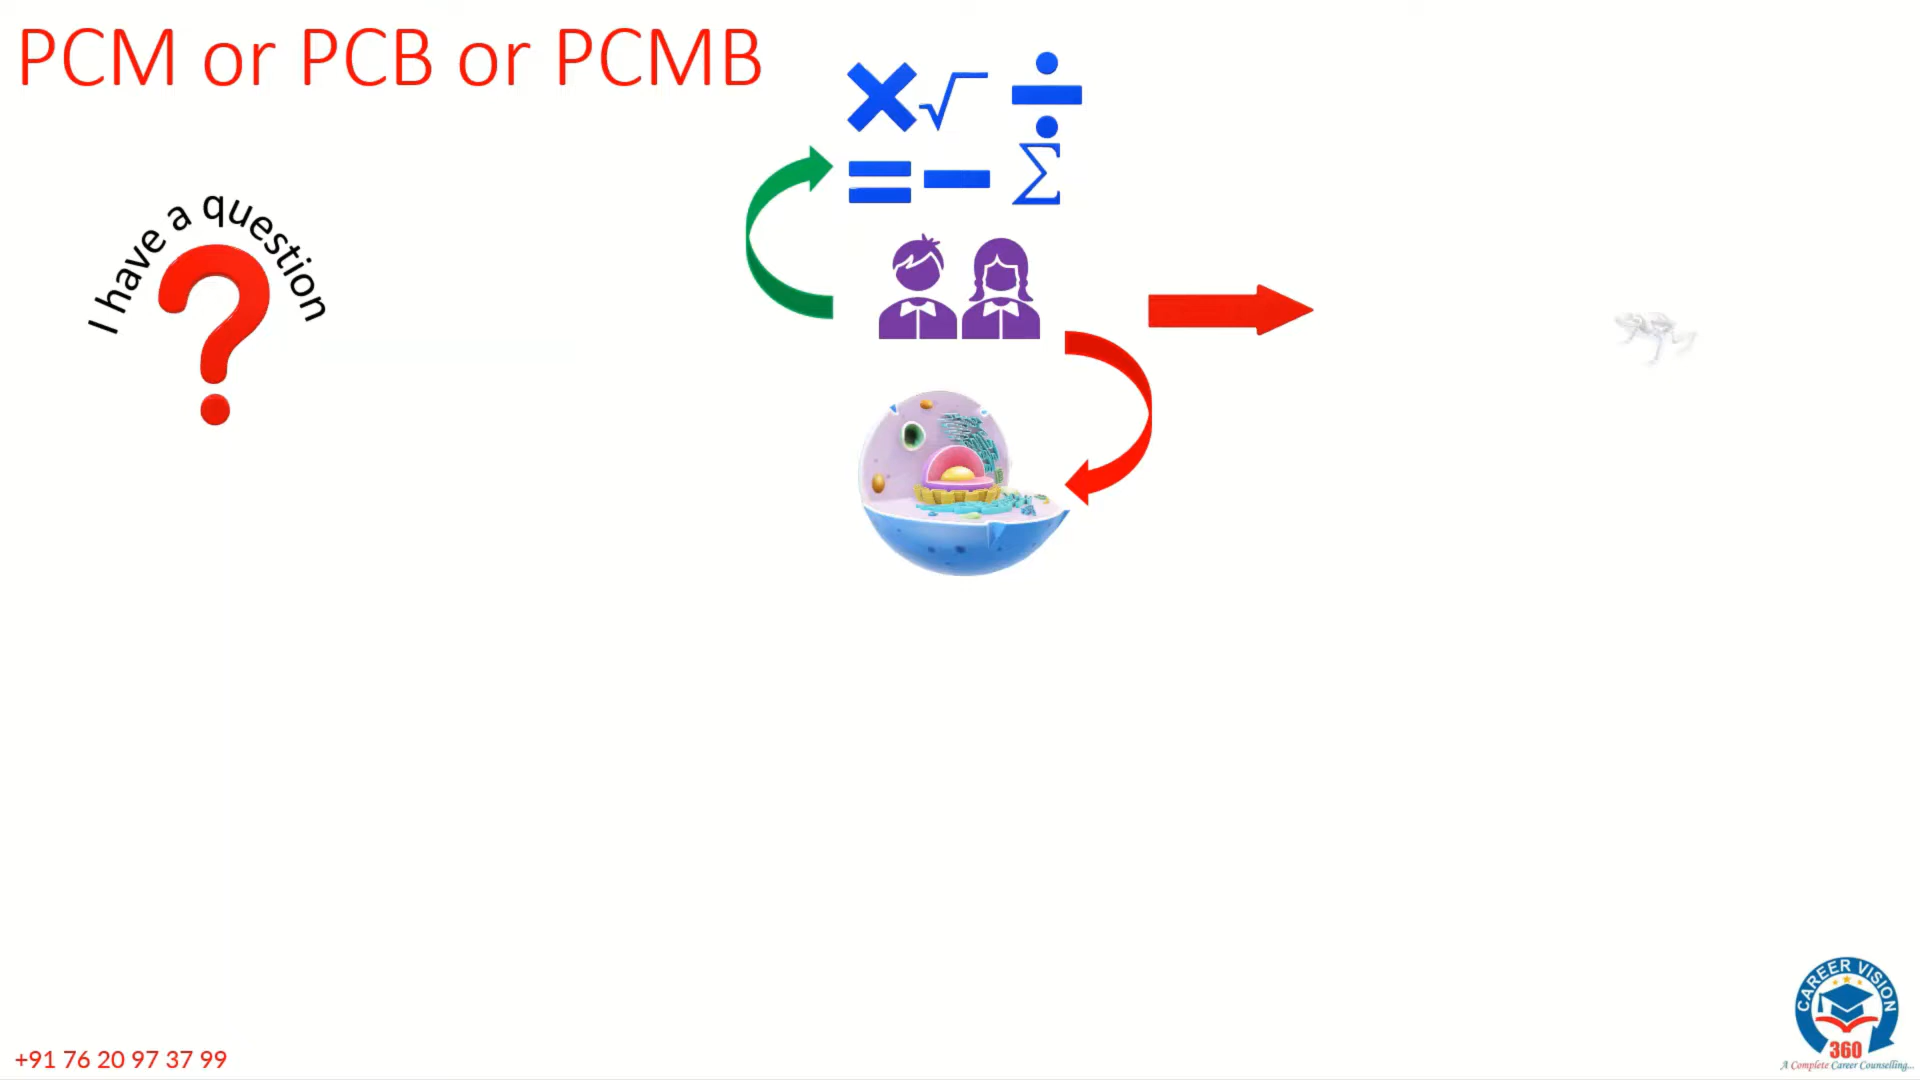 PCM or PCB or PCMB
I have a question
?
CAREER VISION
360
A Complete Career Counselling...
+91 76 20 97 37 99